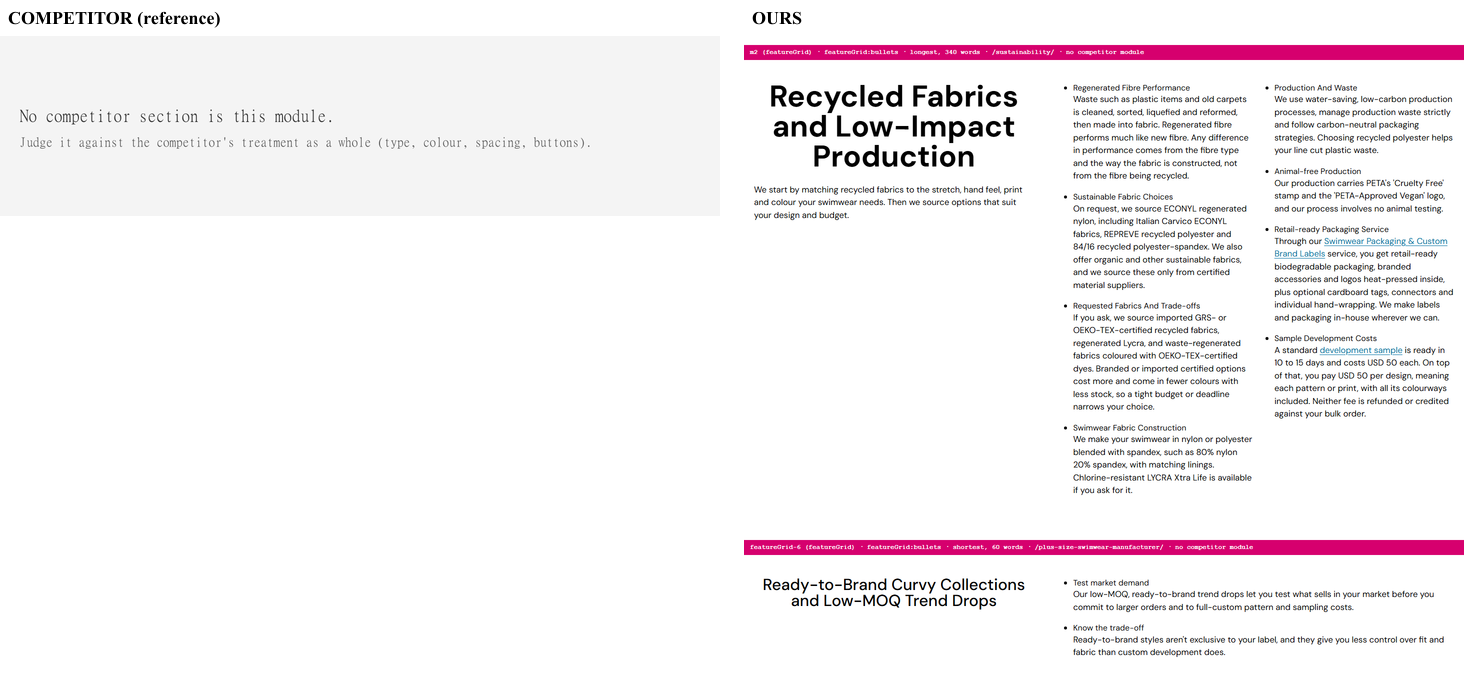 COMPETITOR (reference)
No competitor section is this module.
Judge it against the competitor's treatment as a whole (type, colour, spacing, buttons).
OURS
m2 (featureGrid) · featureGrid:bullets · longest, 340 words · /sustainability/ · no competitor module
Recycled Fabrics
and Low-Impact
Production
We start by matching recycled fabrics to the stretch, hand feel, print
and colour your swimwear needs. Then we source options that suit
your design and budget.
• Regenerated Fibre Performance
Waste such as plastic items and old carpets
is cleaned, sorted, liquefied and reformed,
then made into fabric. Regenerated fibre
performs much like new fibre. Any difference
in performance comes from the fibre type
and the way the fabric is constructed, not
from the fibre being recycled.
• Sustainable Fabric Choices
On request, we source ECONYL regenerated
nylon, including Italian Carvico ECONYL
fabrics, REPREVE recycled polyester and
84/16 recycled polyester-spandex. We also
offer organic and other sustainable fabrics,
and we source these only from certified
material suppliers.
• Requested Fabrics And Trade-offs
If you ask, we source imported GRS- or
OEKO-TEX-certified recycled fabrics,
regenerated Lycra, and waste-regenerated
fabrics coloured with OEKO-TEX-certified
dyes. Branded or imported certified options
cost more and come in fewer colours with
less stock, so a tight budget or deadline
narrows your choice.
• Swimwear Fabric Construction
We make your swimwear in nylon or polyester
blended with spandex, such as 80% nylon
20% spandex, with matching linings.
Chlorine-resistant LYCRA Xtra Life is available
if you ask for it.
• Production And Waste
We use water-saving, low-carbon production
processes, manage production waste strictly
and follow carbon-neutral packaging
strategies. Choosing recycled polyester helps
your line cut plastic waste.
• Animal-free Production
Our production carries PETA's 'Cruelty Free'
stamp and the 'PETA-Approved Vegan' logo,
and our process involves no animal testing.
• Retail-ready Packaging Service
Through our Swimwear Packaging & Custom
Brand Labels service, you get retail-ready
biodegradable packaging, branded
accessories and logos heat-pressed inside,
plus optional cardboard tags, connectors and
individual hand-wrapping. We make labels
and packaging in-house wherever we can.
• Sample Development Costs
A standard development sample is ready in
10 to 15 days and costs USD 50 each. On top
of that, you pay USD 50 per design, meaning
each pattern or print, with all its colourways
included. Neither fee is refunded or credited
against your bulk order.
featureGrid-6 (featureGrid) · featureGrid:bullets · shortest, 60 words · /plus-size-swimwear-manufacturer/ · no competitor module
Ready-to-Brand Curvy Collections
and Low-MOQ Trend Drops
• Test market demand
Our low-MOQ, ready-to-brand trend drops let you test what sells in your market before you
commit to larger orders and to full-custom pattern and sampling costs.
• Know the trade-off
Ready-to-brand styles aren't exclusive to your label, and they give you less control over fit and
fabric than custom development does.